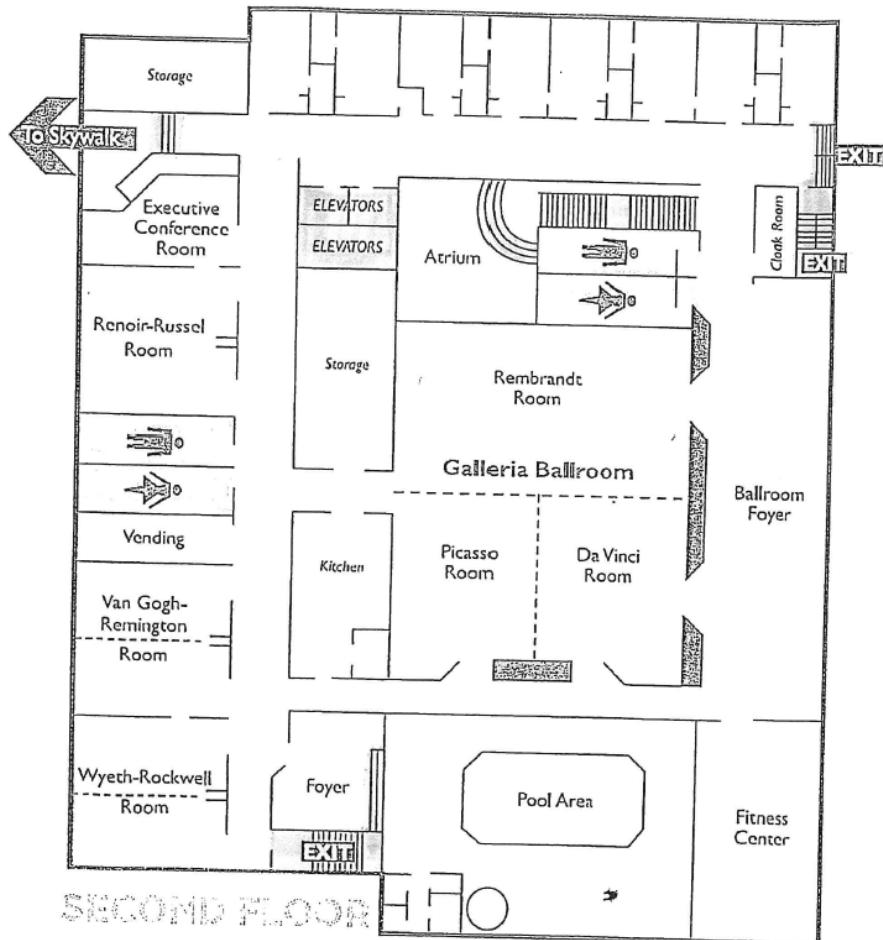 Storage
To Skywalk
EXIT
ELEVATORS
ELEVATORS
Executive
Conference
Room
Atrium
Cloak Room
EXIT
Renoir-Russel
Room
Storage
Rembrandt
Room
Galleria Ballroom
Ballroom
Foyer
Vending
Kitchen
Picasso
Room
Da Vinci
Room
Van Gogh-
Remington
Room
Wyeth-Rockwell
Room
Foyer
Pool Area
Fitness
Center
EXIT
SECOND FLOOR